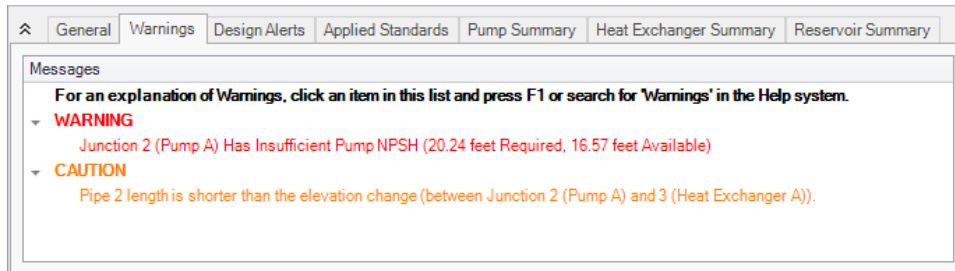 General Warnings Design Alerts Applied Standards Pump Summary Heat Exchanger Summary Reservoir Summary
Messages
For an explanation of Warnings, click an item in this list and press F1 or search for 'Warnings' in the Help system.
WARNING
Junction 2 (Pump A) Has Insufficient Pump NPSH (20.24 feet Required, 16.57 feet Available)
CAUTION
Pipe 2 length is shorter than the elevation change (between Junction 2 (Pump A) and 3 (Heat Exchanger A)).